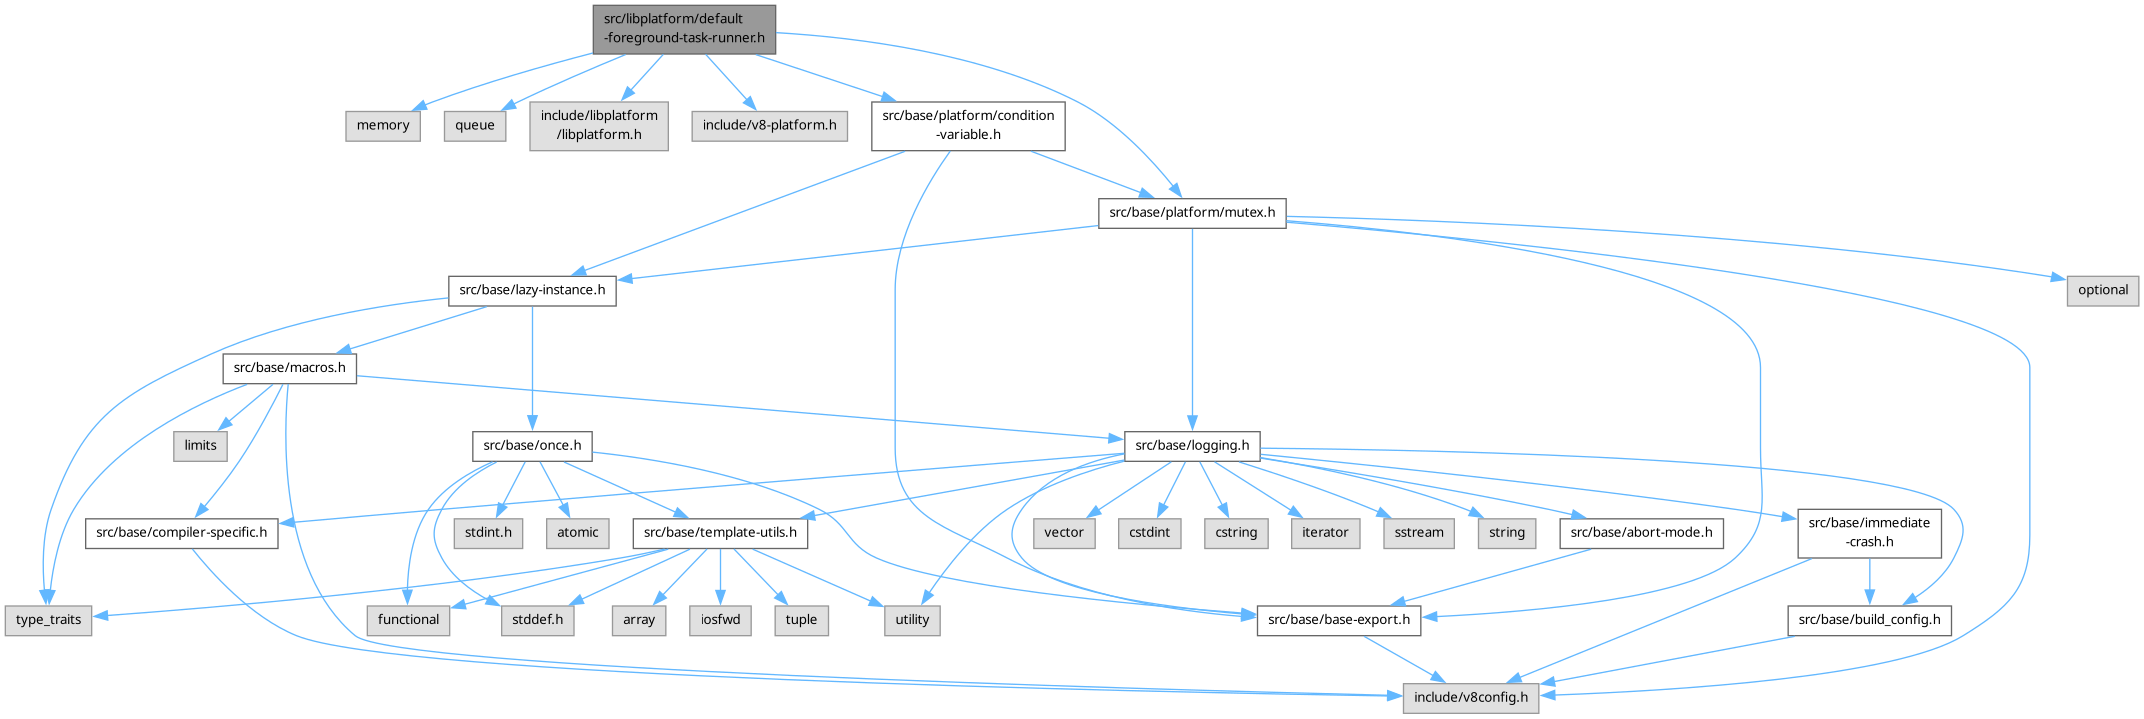 src/libplatform/default
-foreground-task-runner.h
memory
queue
include/libplatform
/libplatform.h
include/v8-platform.h
src/base/platform/condition
-variable.h
src/base/platform/mutex.h
src/base/lazy-instance.h
optional
src/base/macros.h
limits
src/base/once.h
src/base/logging.h
src/base/compiler-specific.h
stdint.h
atomic
src/base/template-utils.h
vector
cstdint
cstring
iterator
sstream
string
src/base/abort-mode.h
src/base/immediate
-crash.h
type_traits
functional
stddef.h
array
iosfwd
tuple
utility
src/base/base-export.h
src/base/build_config.h
include/v8config.h